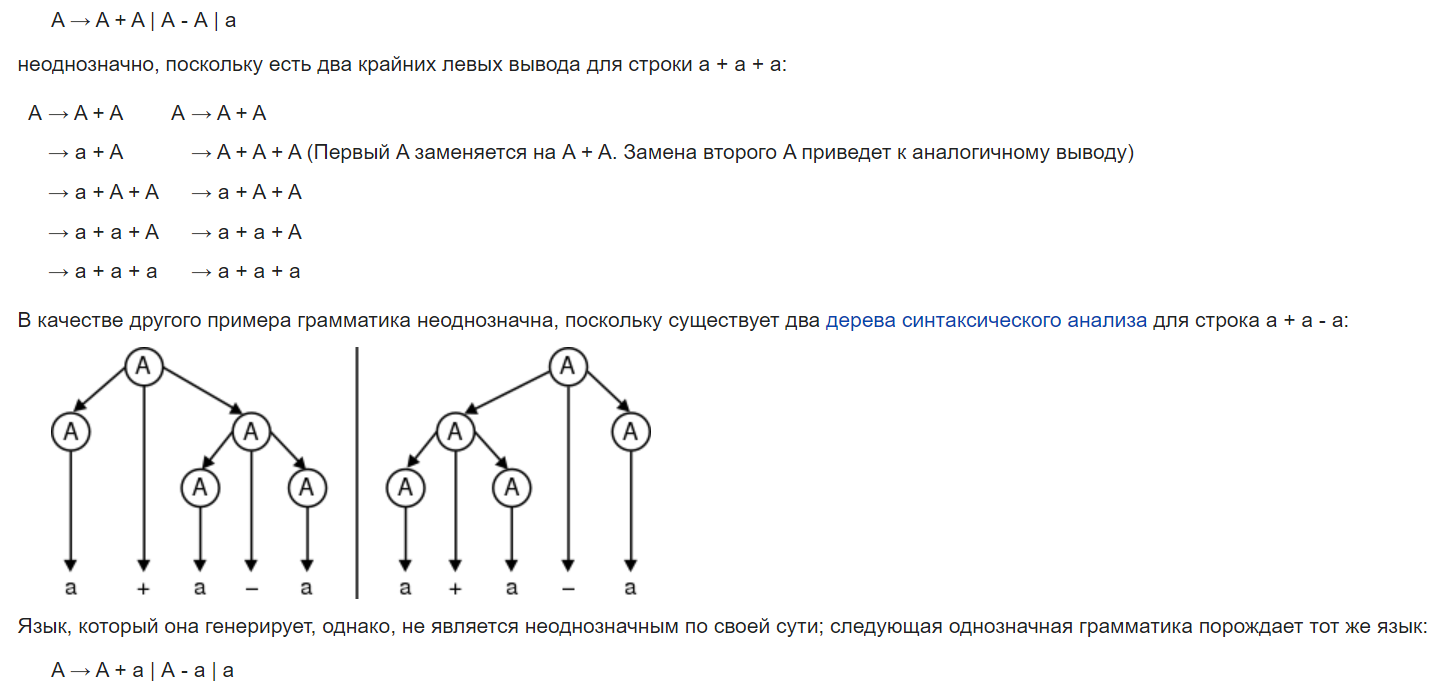 A → A + A | A - A | a
неоднозначно, поскольку есть два крайних левых вывода для строки a + a + a:
A → A + A A → A + A
→ a + A → A + A + A (Первый A заменяется на A + A. Замена второго A приведет к аналогичному выводу)
→ a + A + A → a + A + A
→ a + a + A → a + a + A
→ a + a + a → a + a + a
В качестве другого примера грамматика неоднозначна, поскольку существует два дерева синтаксического анализа для строка a + a - a:
A A
A A A A
A A A A
a + a – a a + a – a
Язык, который она генерирует, однако, не является неоднозначным по своей сути; следующая однозначная грамматика порождает тот же язык:
A → A + a | A - a | a